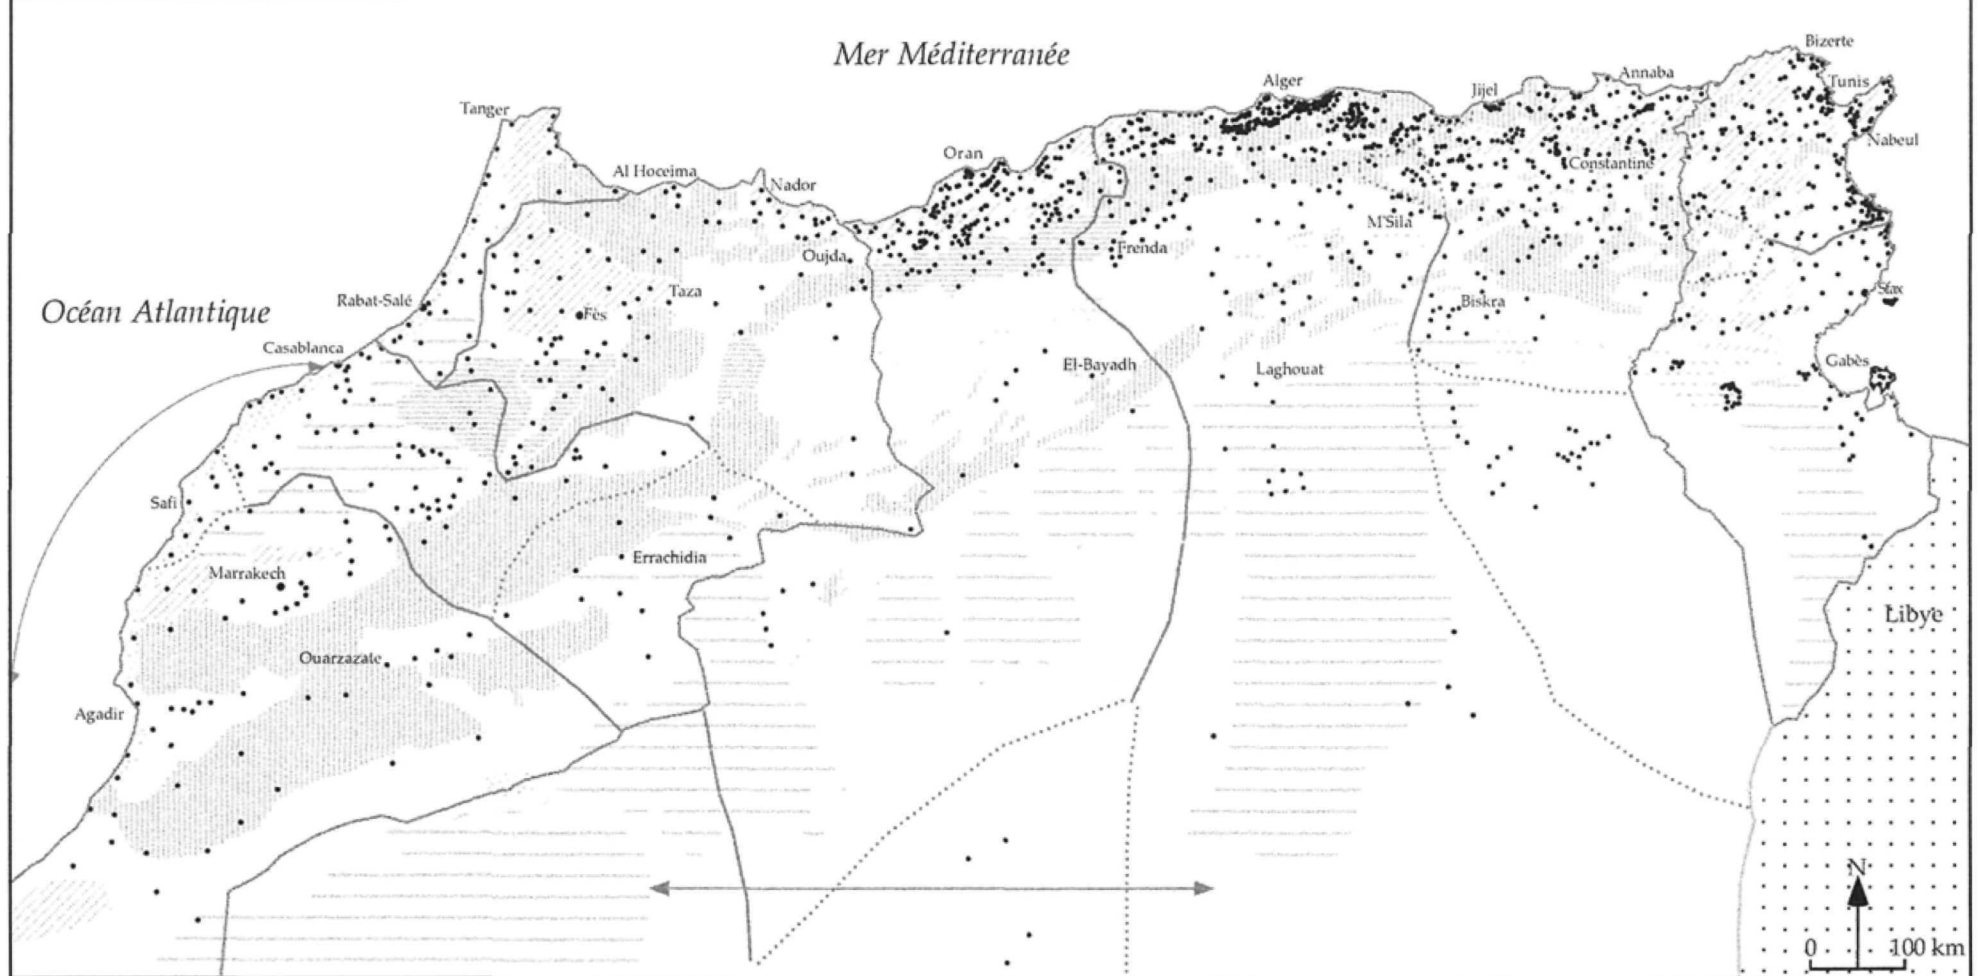 Mer Méditerranée
Bizerte
Tunis
Annaba
Alger
Jijel
Tanger
Nabeul
Oran
Constantine
Al Hoceima
Nador
M'Sila
Frenda
Oujda
Sfax
Taza
Rabat-Salé
Biskra
Océan Atlantique
Fès
Casablanca
Gabès
El-Bayadh
Laghouat
Safi
Errachidia
Marrakech
Libye
Ouarzazate
Agadir
N
0 100 km